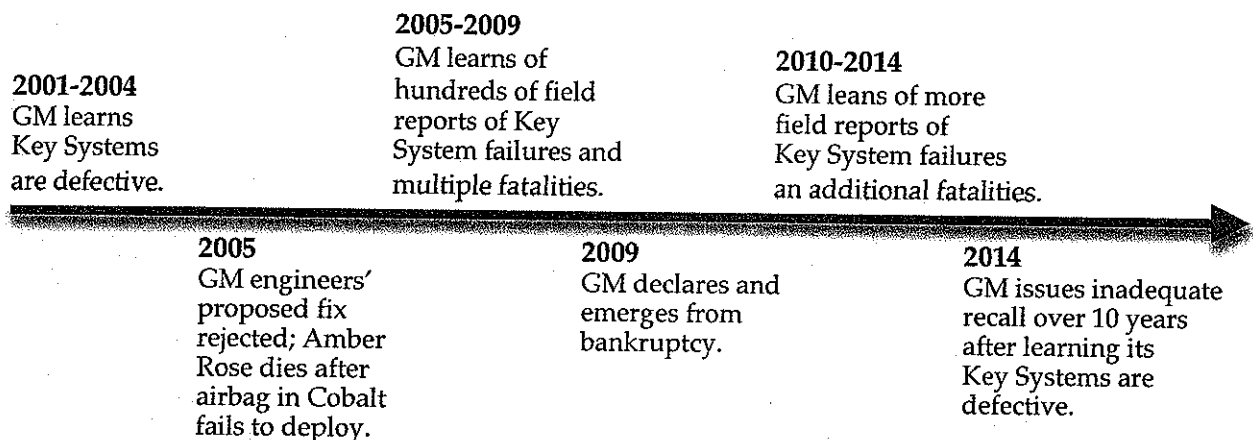 2001-2004
GM learns
Key Systems
are defective.
2005-2009
GM learns of
hundreds of field
reports of Key
System failures and
multiple fatalities.
2010-2014
GM leans of more
field reports of
Key System failures
an additional fatalities.
2005
GM engineers'
proposed fix
rejected; Amber
Rose dies after
airbag in Cobalt
fails to deploy.
2009
GM declares and
emerges from
bankruptcy.
2014
GM issues inadequate
recall over 10 years
after learning its
Key Systems are
defective.